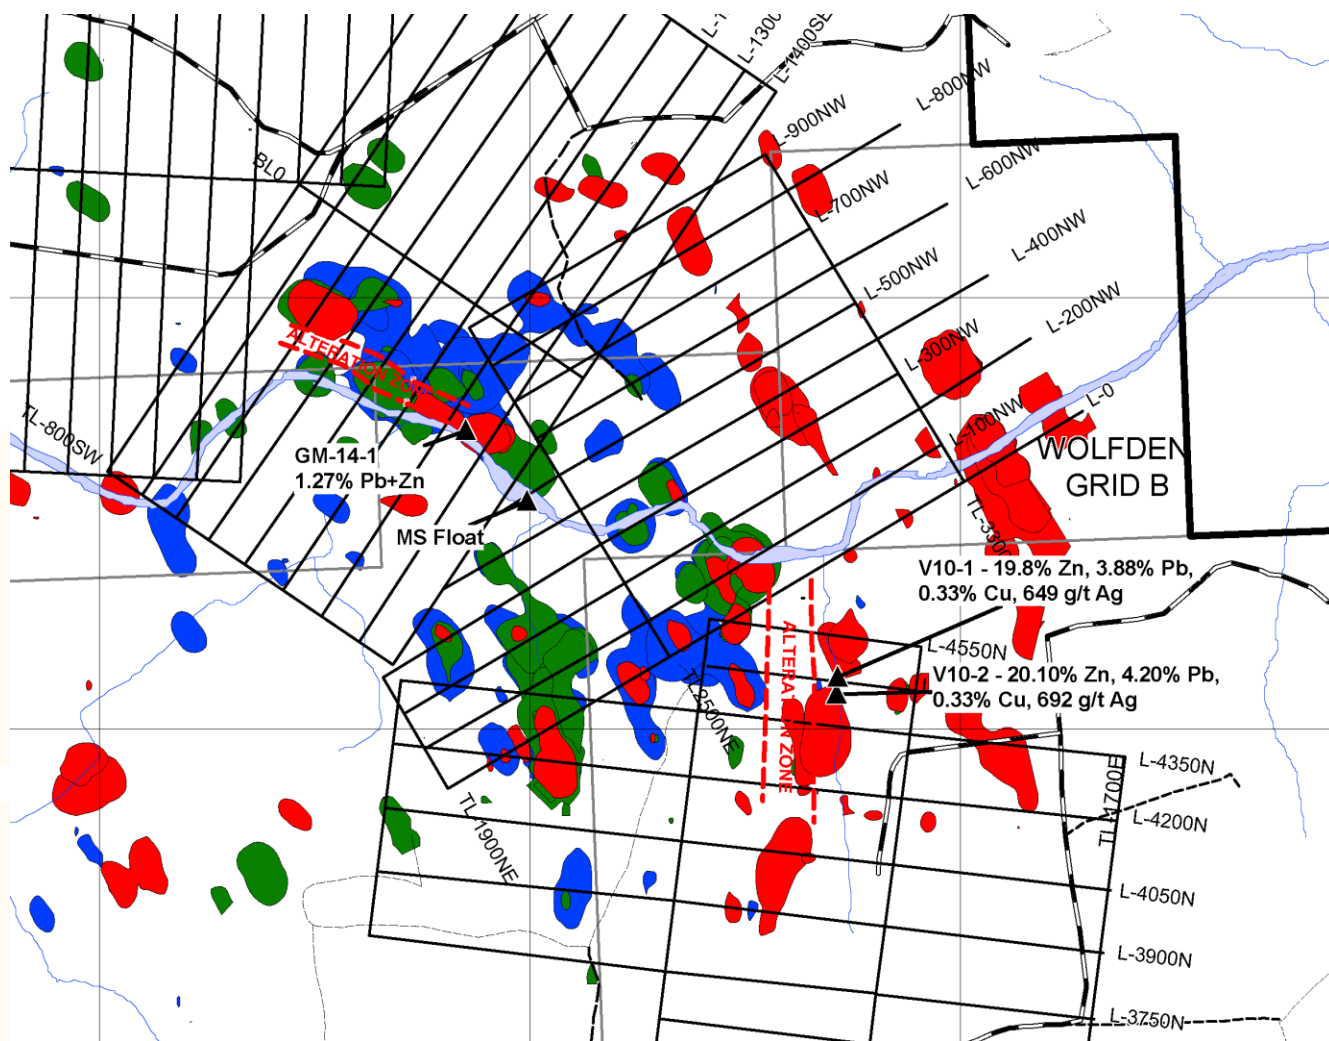 L-1300
L-1400SE
L-800NW
L-900NW
L-600NW
BL0
L-700NW
L-400NW
L-500NW
L-200NW
L-300NW
ALTERATION ZONE
L-0
TL-800SW
L-100NW
WOLFDEN
GRID B
GM-14-1
1.27% Pb+Zn
MS Float
TL-3300
V10-1 - 19.8% Zn, 3.88% Pb,
0.33% Cu, 649 g/t Ag
ALTERATION ZONE
L-4550N
V10-2 - 20.10% Zn, 4.20% Pb,
0.33% Cu, 692 g/t Ag
TL2500NE
L-4350N
TL-1900NE
L-4200N
L-4050N
L-3900N
L-3750N